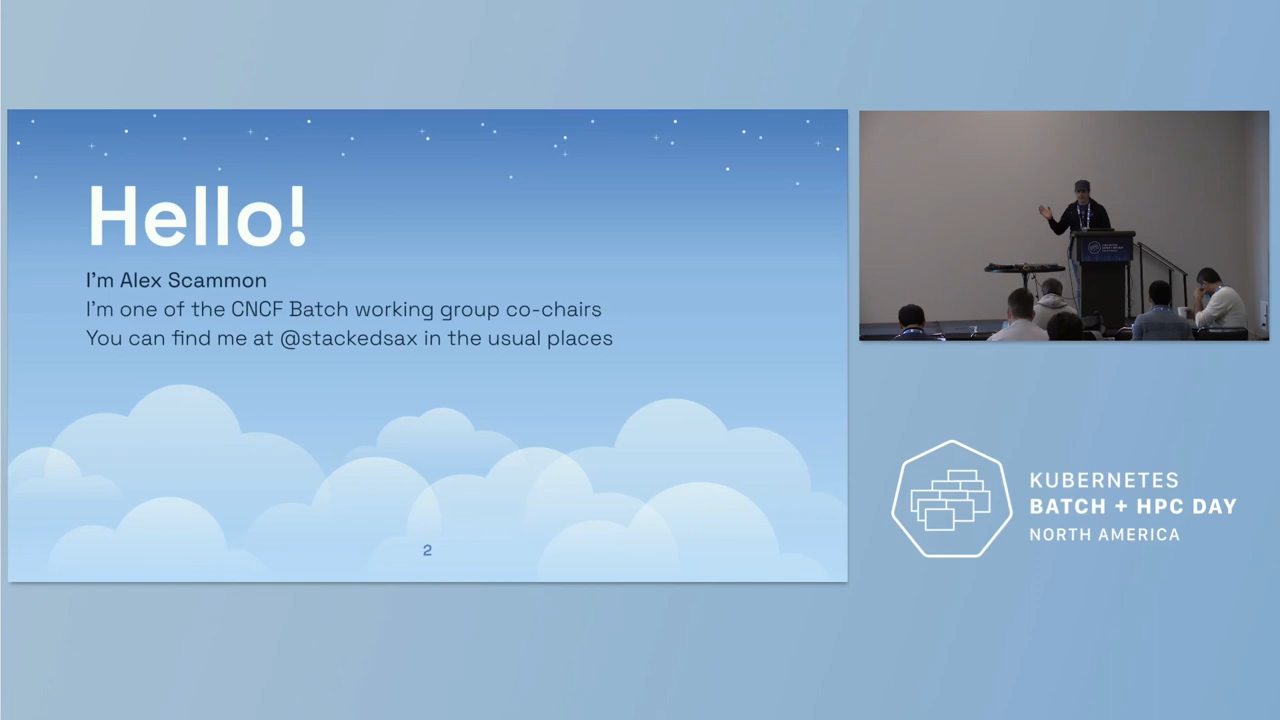 Hello!
I'm Alex Scammon
I'm one of the CNCF Batch working group co-chairs
You can find me at @stackedsax in the usual places
2
KUBERNETES
BATCH + HPC DAY
NORTH AMERICA